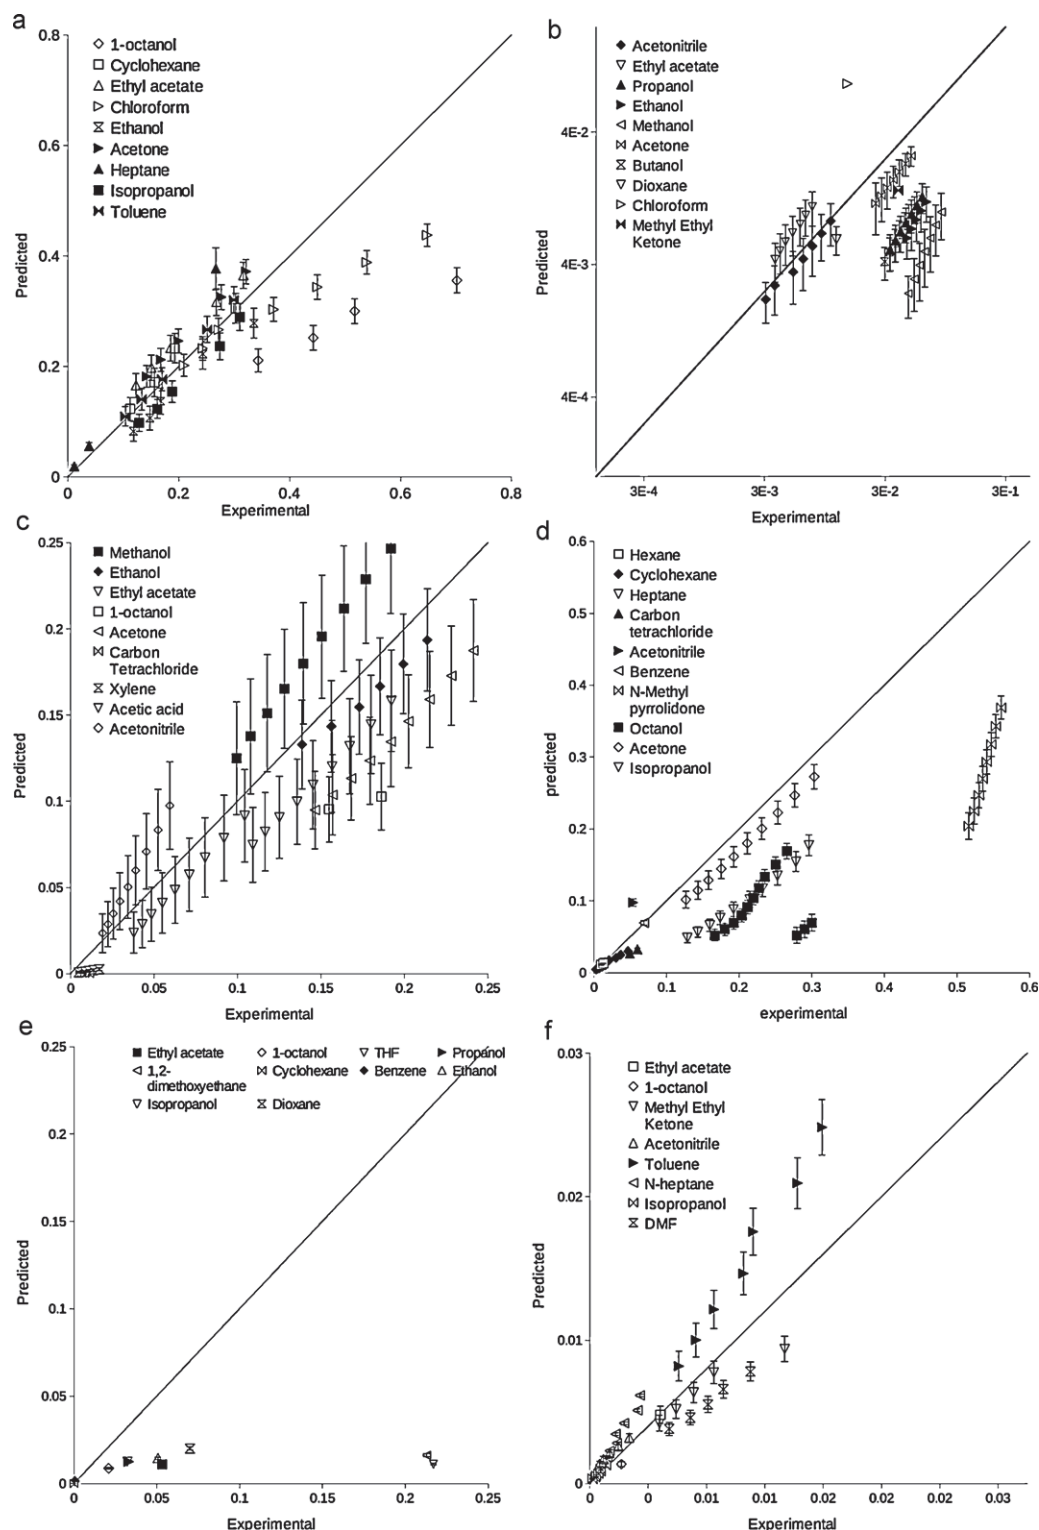 a
0.8
0.6
0.4
0.2
0
0
0.2
0.4
0.6
0.8
Predicted
Experimental
1-octanol
Cyclohexane
Ethyl acetate
Chloroform
Ethanol
Acetone
Heptane
Isopropanol
Toluene
b
4E-2
4E-3
4E-4
3E-4
3E-3
3E-2
3E-1
Predicted
Experimental
Acetonitrile
Ethyl acetate
Propanol
Ethanol
Methanol
Acetone
Butanol
Dioxane
Chloroform
Methyl Ethyl
Ketone
c
0.25
0.2
0.15
0.1
0.05
0
0
0.05
0.1
0.15
0.2
0.25
Predicted
Experimental
Methanol
Ethanol
Ethyl acetate
1-octanol
Acetone
Carbon
Tetrachloride
Xylene
Acetic acid
Acetonitrile
d
0.6
0.5
0.4
0.3
0.2
0.1
0
0
0.1
0.2
0.3
0.4
0.5
0.6
predicted
experimental
Hexane
Cyclohexane
Heptane
Carbon
tetrachloride
Acetonitrile
Benzene
N-Methyl
pyrrolidone
Octanol
Acetone
Isopropanol
e
0.25
0.2
0.15
0.1
0.05
0
0
0.05
0.1
0.15
0.2
0.25
Predicted
Experimental
Ethyl acetate
1-octanol
THF
Propanol
1,2-
dimethoxyethane
Cyclohexane
Benzene
Ethanol
Isopropanol
Dioxane
f
0.03
0.02
0.01
0
0
0
0.01
0.01
0.02
0.02
0.02
0.03
Predicted
Experimental
Ethyl acetate
1-octanol
Methyl Ethyl
Ketone
Acetonitrile
Toluene
N-heptane
Isopropanol
DMF